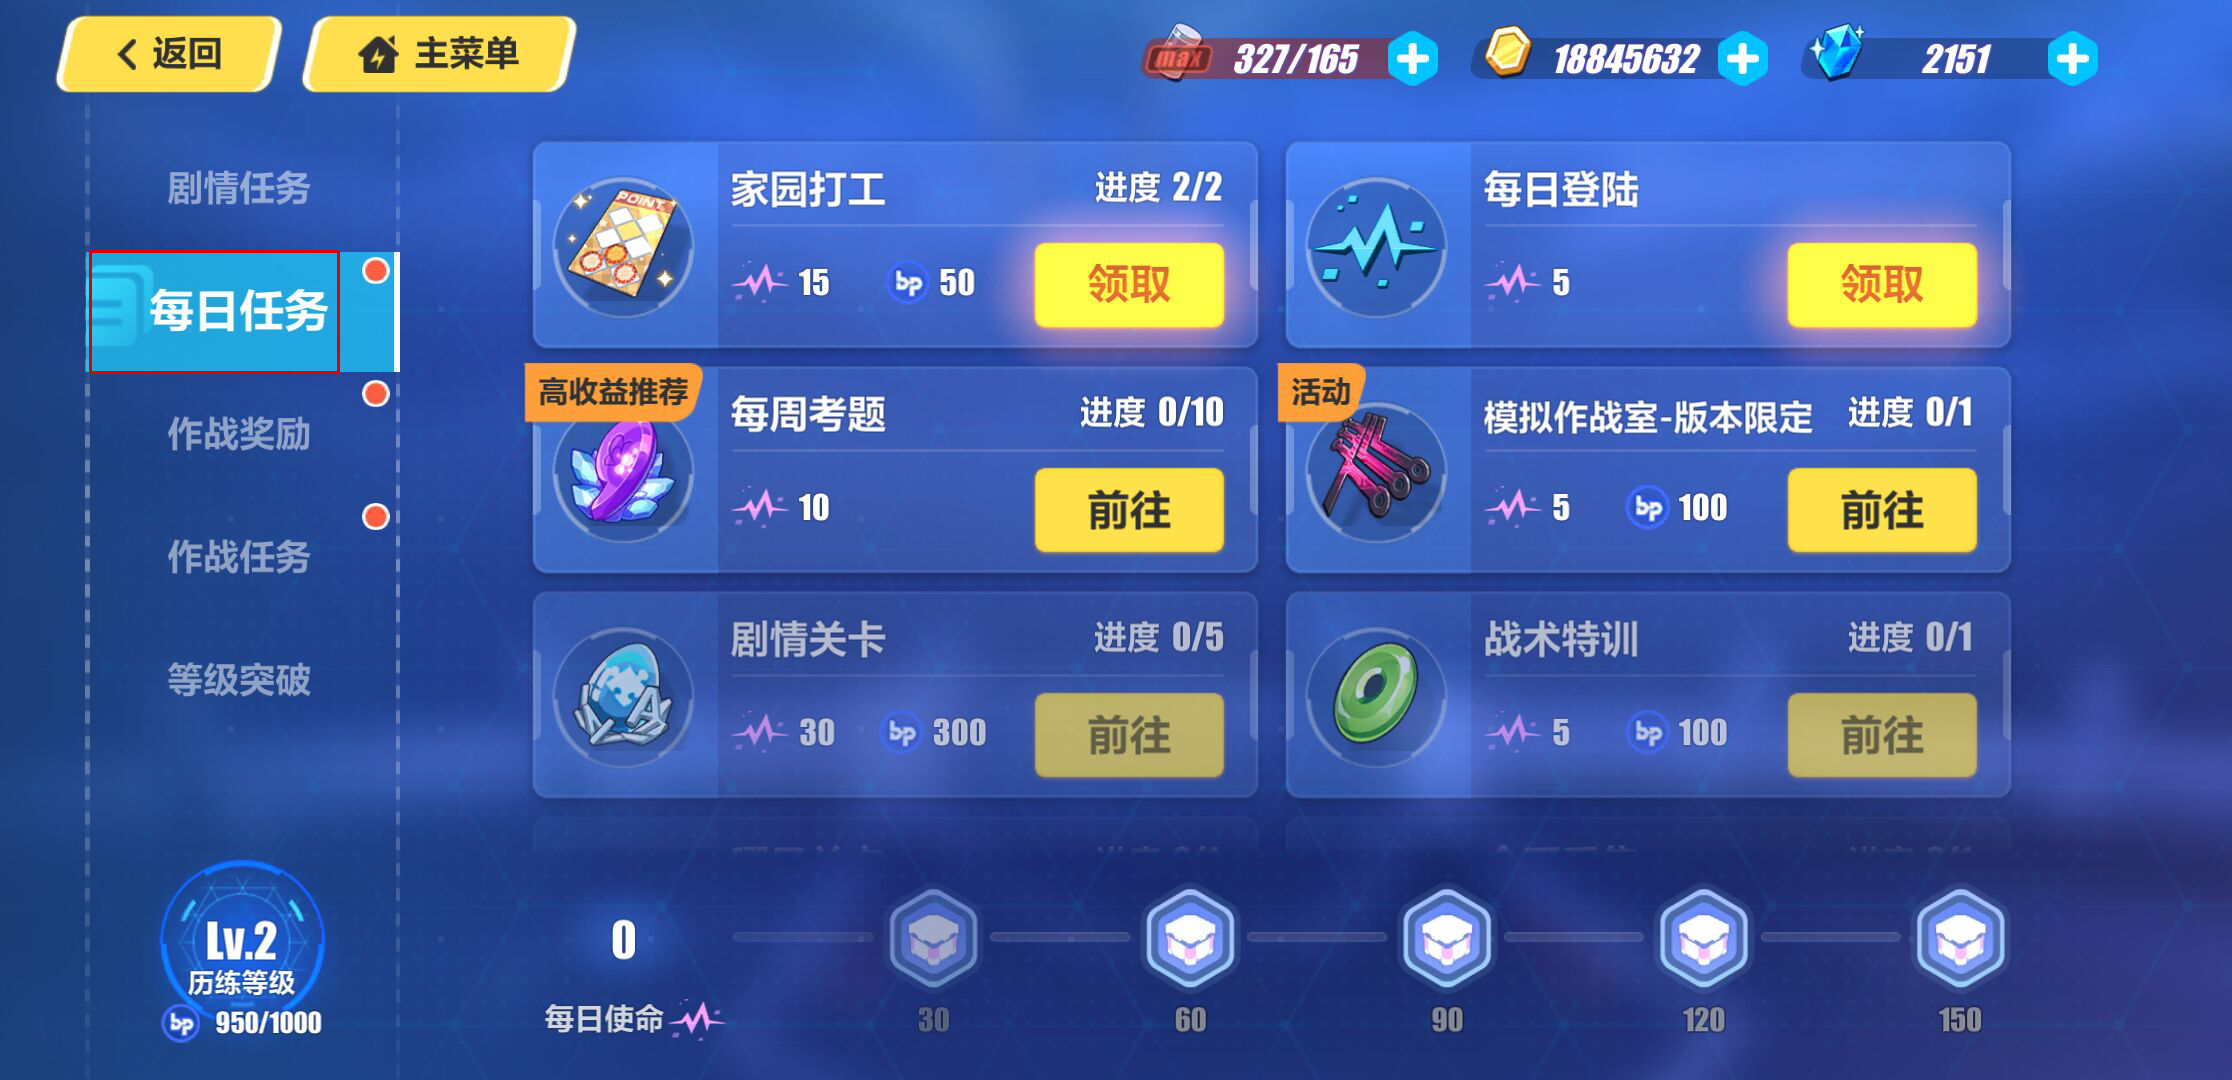 返回
主菜单
max 327/165
18845632
2151
剧情任务
每日任务
作战奖励
作战任务
等级突破
POINT
家园打工 进度 2/2
15 bp 50 领取
每日登陆
5 领取
高收益推荐
每周考题 进度 0/10
10 前往
活动
模拟作战室-版本限定 进度 0/1
5 bp 100 前往
剧情关卡 进度 0/5
30 bp 300 前往
战术特训 进度 0/1
5 bp 100 前往
Lv.2
历练等级
bp 950/1000
0
每日使命
30
60
90
120
150